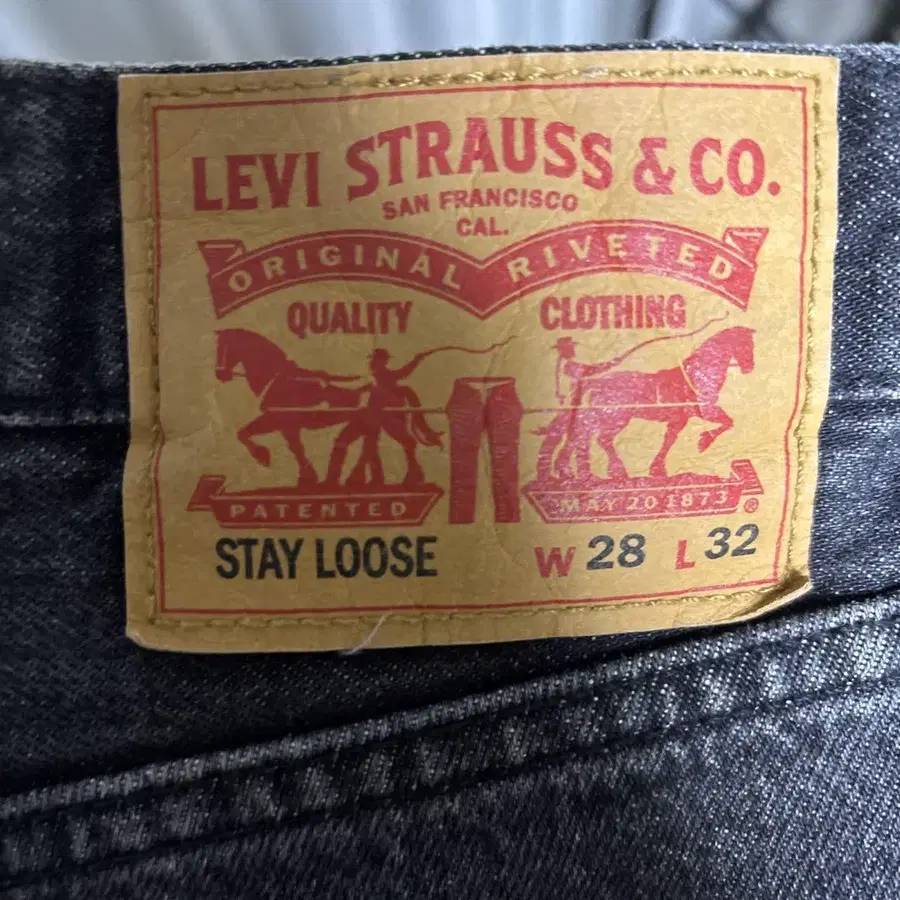 LEVI STRAUSS & CO.
SAN FRANCISCO
CAL.
ORIGINAL RIVETED
QUALITY CLOTHING
PATENTED MAY 20 1873 ®
STAY LOOSE W 28 L 32